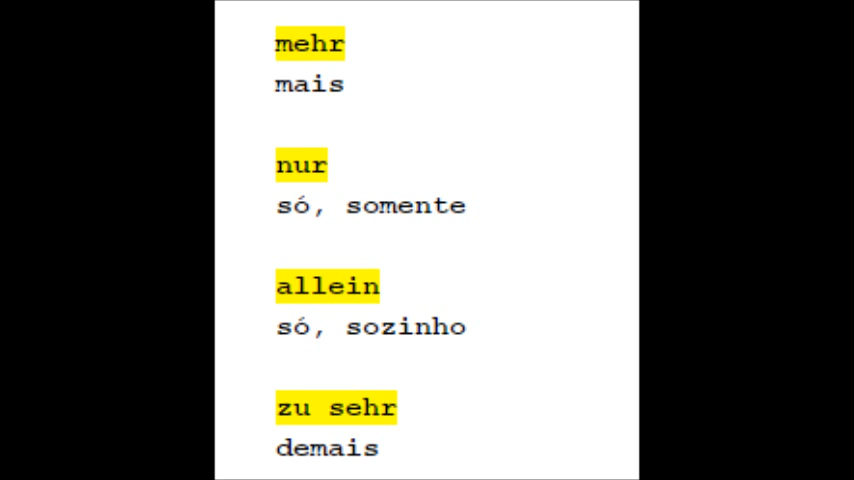 mehr
mais
nur
só, somente
allein
só, sozinho
zu sehr
demais